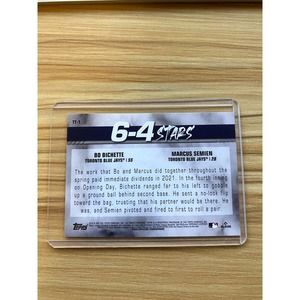 TT-1
6-4 STARS
BO BICHETTE
TORONTO BLUE JAYS® | SS
MARCUS SEMIEN
TORONTO BLUE JAYS® | 2B
The work that Bo and Marcus did together throughout the
spring paid immediate dividends in 2021. In the fourth inning
on Opening Day, Bichette ranged far to his left to gobble
up a ground ball behind second base. He sent a no-look flip
toward the bag, trusting that his partner would be there. He
was, and Semien pivoted and fired to first to roll a pair.
Topps